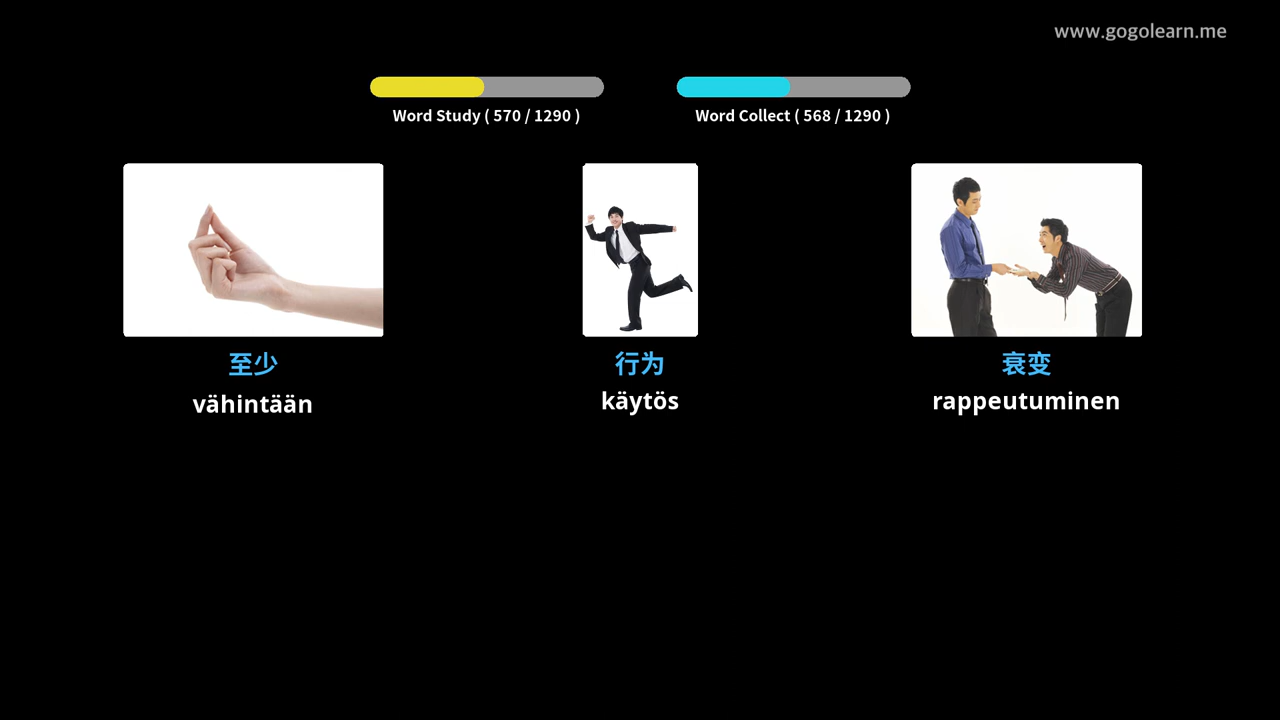 www.gogolearn.me
Word Study ( 570 / 1290 )
Word Collect ( 568 / 1290 )
至少
行为
衰变
vähintään
käytös
rappeutuminen